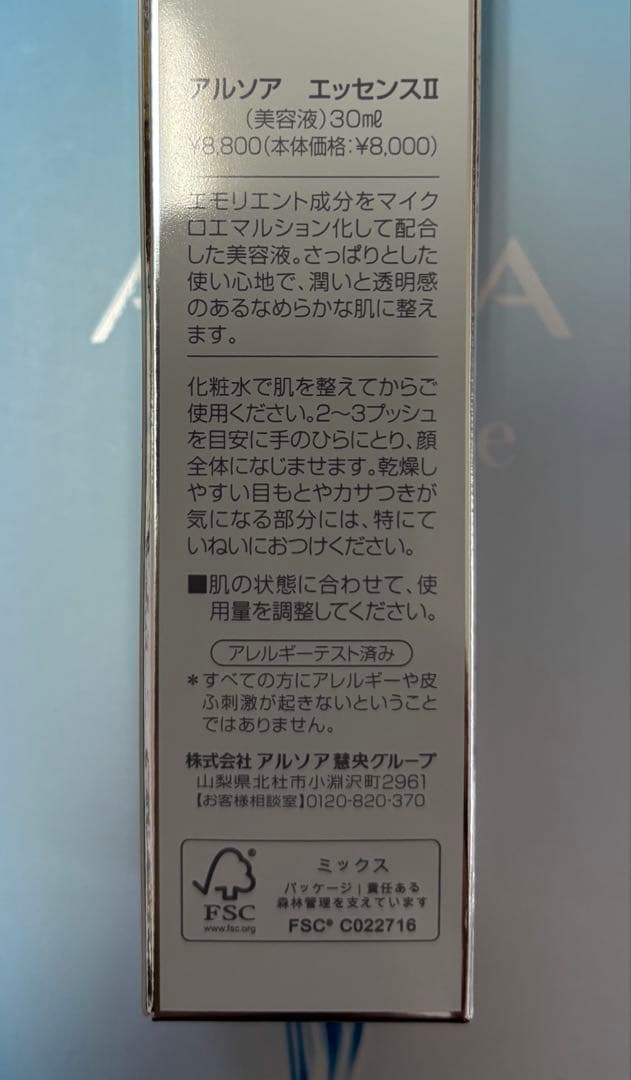 アルソア エッセンスⅡ
(美容液)30㎖
¥8,800(本体価格:¥8,000)
エモリエント成分をマイク
ロエマルション化して配合
した美容液。さっぱりとした
使い心地で、潤いと透明感
のあるなめらかな肌に整え
ます。
化粧水で肌を整えてからご
使用ください。2〜3プッシュ
を目安に手のひらにとり、顔
全体になじませます。乾燥し
やすい目もとやカサつきが
気になる部分には、特にて
いねいにおつけください。
■肌の状態に合わせて、使
用量を調整してください。
アレルギーテスト済み
*すべての方にアレルギーや皮
ふ刺激が起きないということ
ではありません。
株式会社 アルソア慧央グループ
山梨県北杜市小淵沢町2961
【お客様相談室】0120-820-370
ミックス
パッケージ|責任ある
森林管理を支えています
FSC® C022716
FSC
www.fsc.org